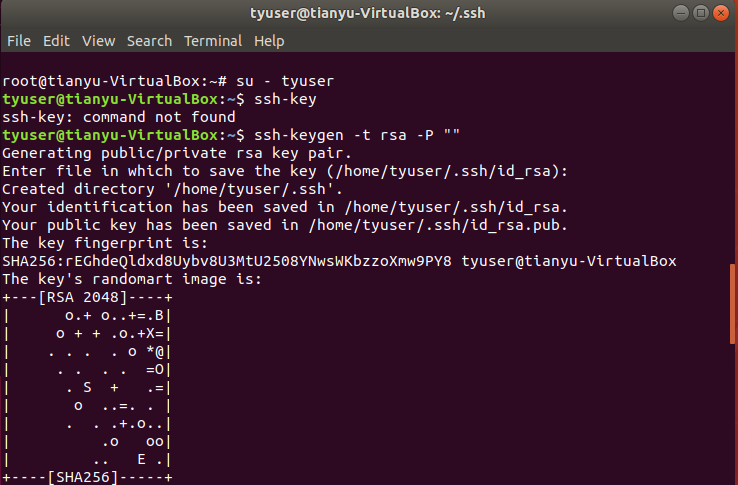 tyuser@tianyu-VirtualBox: ~/.ssh
File Edit View Search Terminal Help
root@tianyu-VirtualBox:~# su - tyuser
tyuser@tianyu-VirtualBox:~$ ssh-key
ssh-key: command not found
tyuser@tianyu-VirtualBox:~$ ssh-keygen -t rsa -P ""
Generating public/private rsa key pair.
Enter file in which to save the key (/home/tyuser/.ssh/id_rsa):
Created directory '/home/tyuser/.ssh'.
Your identification has been saved in /home/tyuser/.ssh/id_rsa.
Your public key has been saved in /home/tyuser/.ssh/id_rsa.pub.
The key fingerprint is:
SHA256:rEGhdeQldxd8Uybv8U3MtU2508YNwsWKbzzoXmw9PY8 tyuser@tianyu-VirtualBox
The key's randomart image is:
+---[RSA 2048]----+
|      o.+ o..+=.B|
|     o + + .o.+X=|
|    . . .  . o *@|
|     . .  . .  =O|
|      . S  +   .=|
|       o  ..=. . |
|      .  . .+.o..|
|          .o   oo|
|         ..   E .|
+----[SHA256]-----+